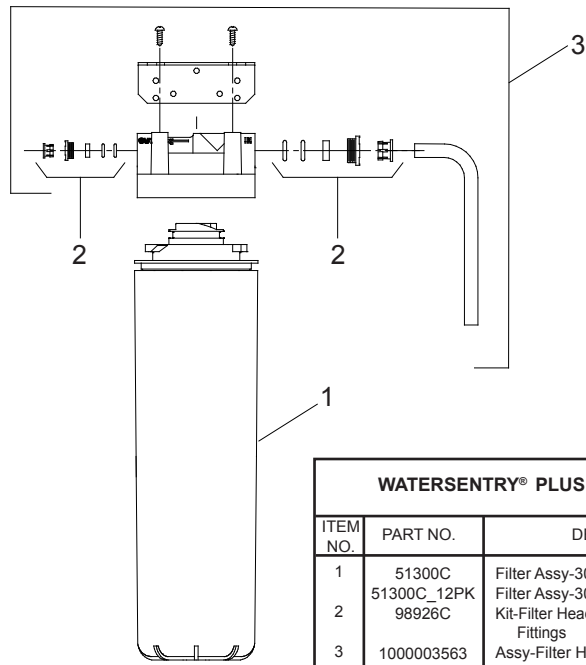 3
2
2
1
WATERSENTRY® PLUS
ITEM NO.
PART NO.
1
51300C
Filter Assy-30
51300C_12PK
Filter Assy-30
2
98926C
Kit-Filter Hea
Fittings
3
1000003563
Assy-Filter H